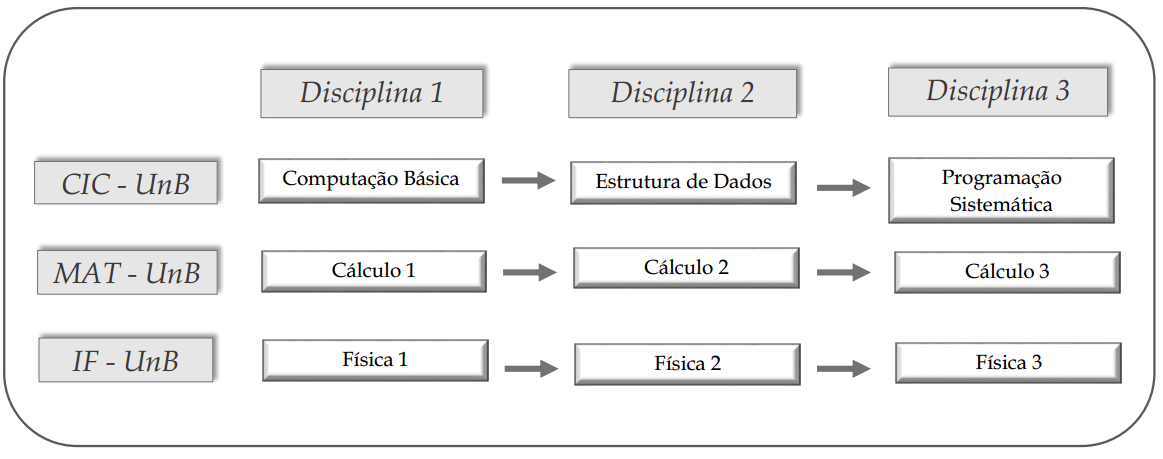 Disciplina 1
Disciplina 2
Disciplina 3
CIC - UnB
Computação Básica
Estrutura de Dados
Programação
Sistemática
MAT - UnB
Cálculo 1
Cálculo 2
Cálculo 3
IF - UnB
Física 1
Física 2
Física 3